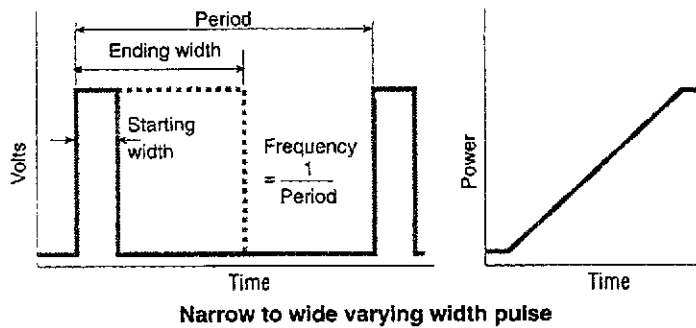 Period
Ending width
Starting
width
Frequency
= 1
Period
Volts
Time
Power
Time
Narrow to wide varying width pulse